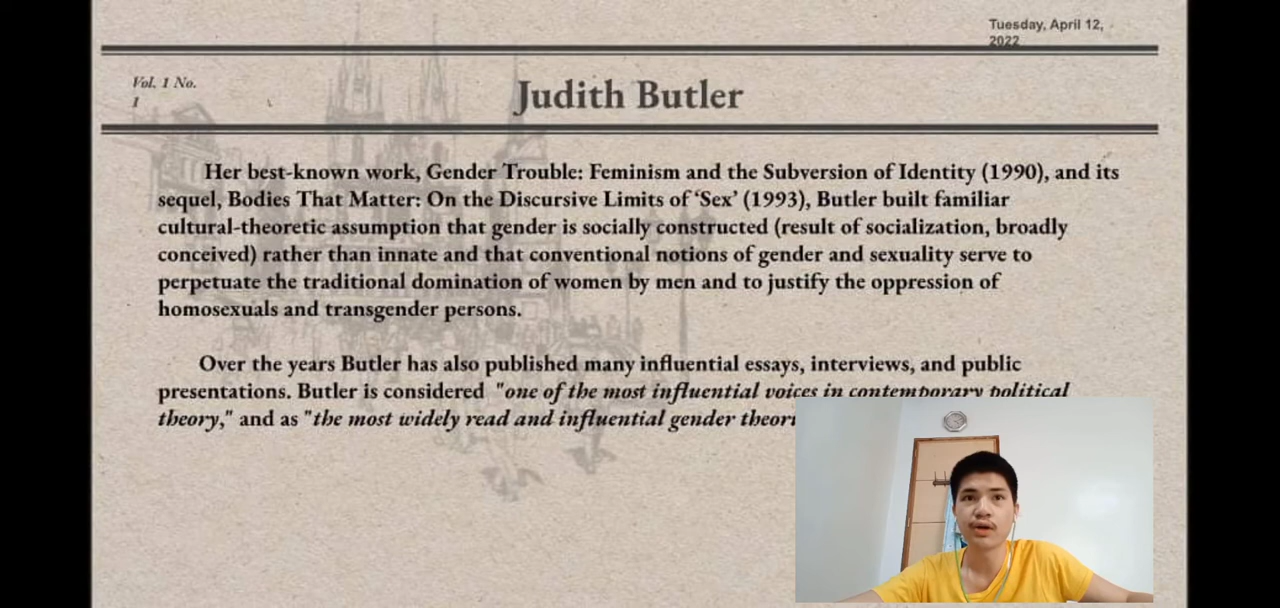 Tuesday, April 12,
2022
Vol. 1 No.
1
Judith Butler
Her best-known work, Gender Trouble: Feminism and the Subversion of Identity (1990), and its
sequel, Bodies That Matter: On the Discursive Limits of ‘Sex’ (1993), Butler built familiar
cultural-theoretic assumption that gender is socially constructed (result of socialization, broadly
conceived) rather than innate and that conventional notions of gender and sexuality serve to
perpetuate the traditional domination of women by men and to justify the oppression of
homosexuals and transgender persons.
Over the years Butler has also published many influential essays, interviews, and public
presentations. Butler is considered "one of the most influential voices in contemporary political
theory," and as "the most widely read and influential gender